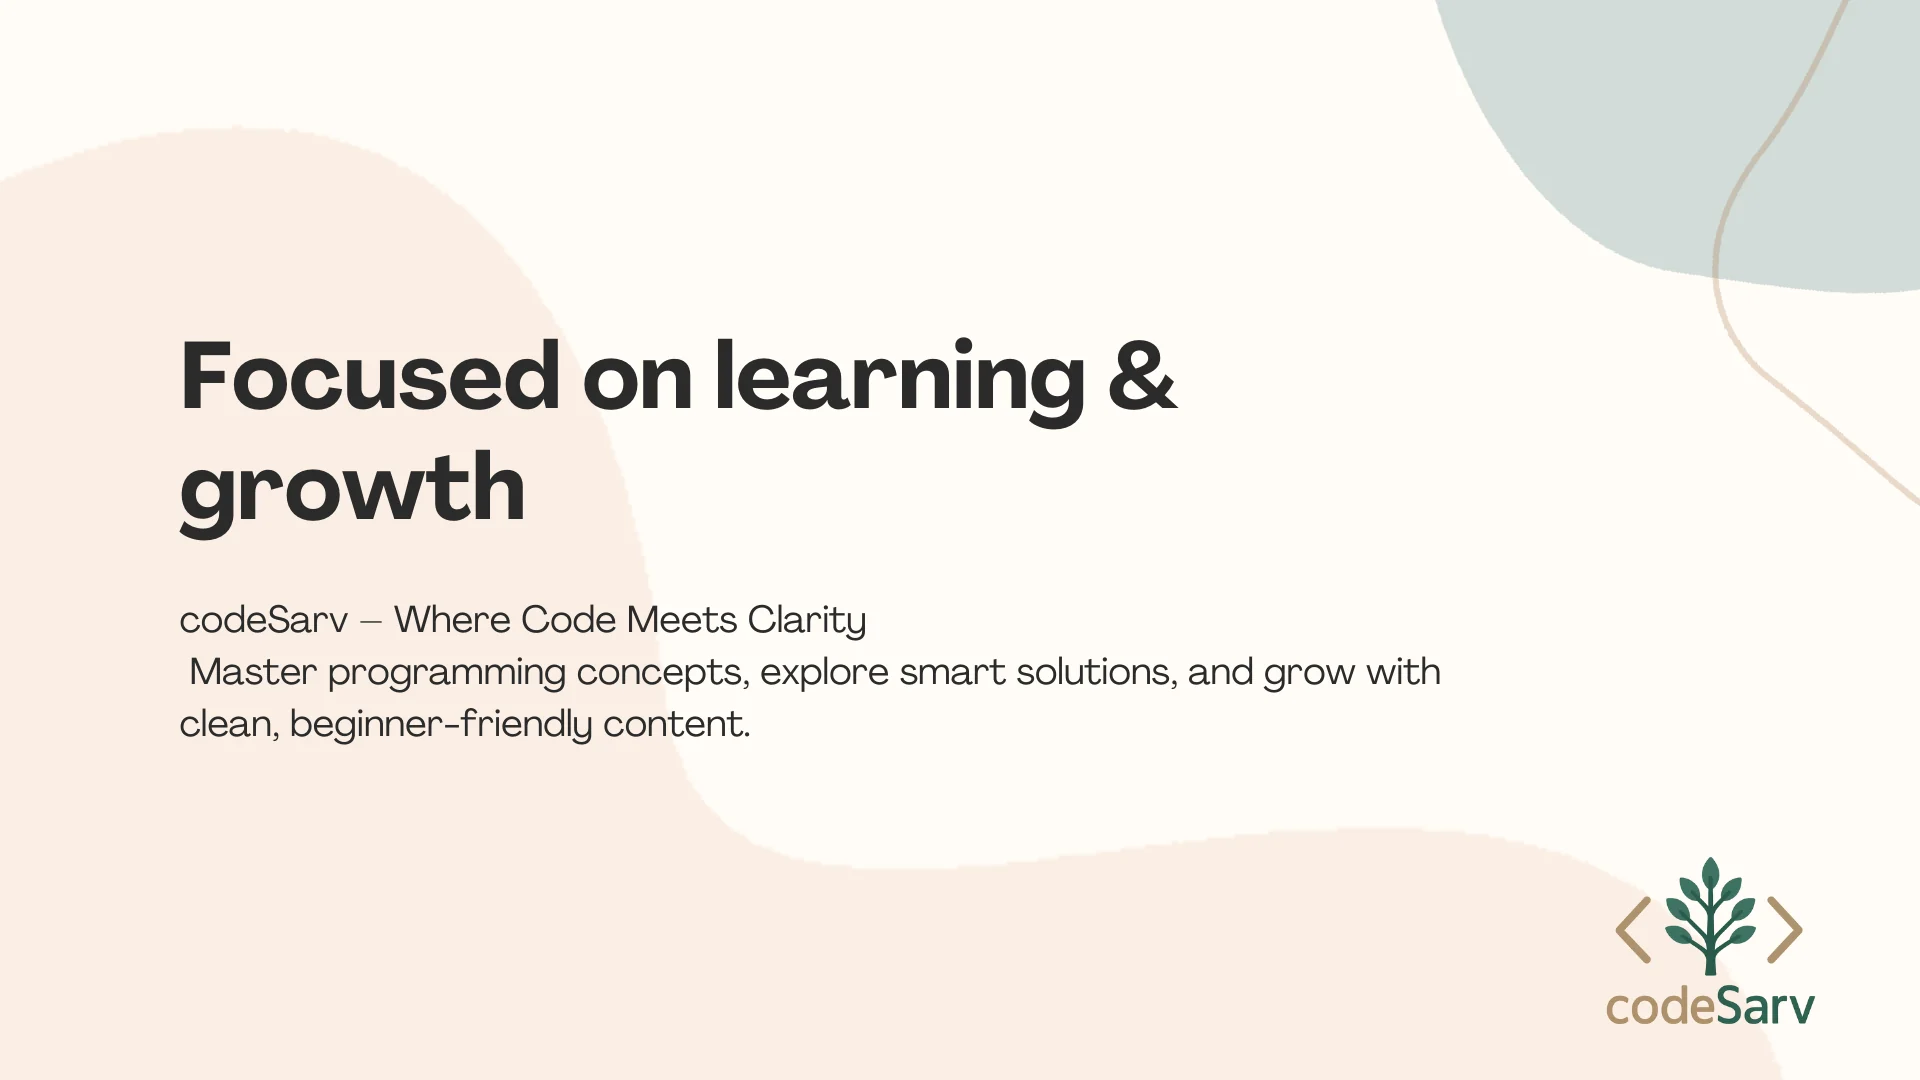 Focused on learning &
growth
codeSarv – Where Code Meets Clarity
Master programming concepts, explore smart solutions, and grow with
clean, beginner-friendly content.
codeSarv